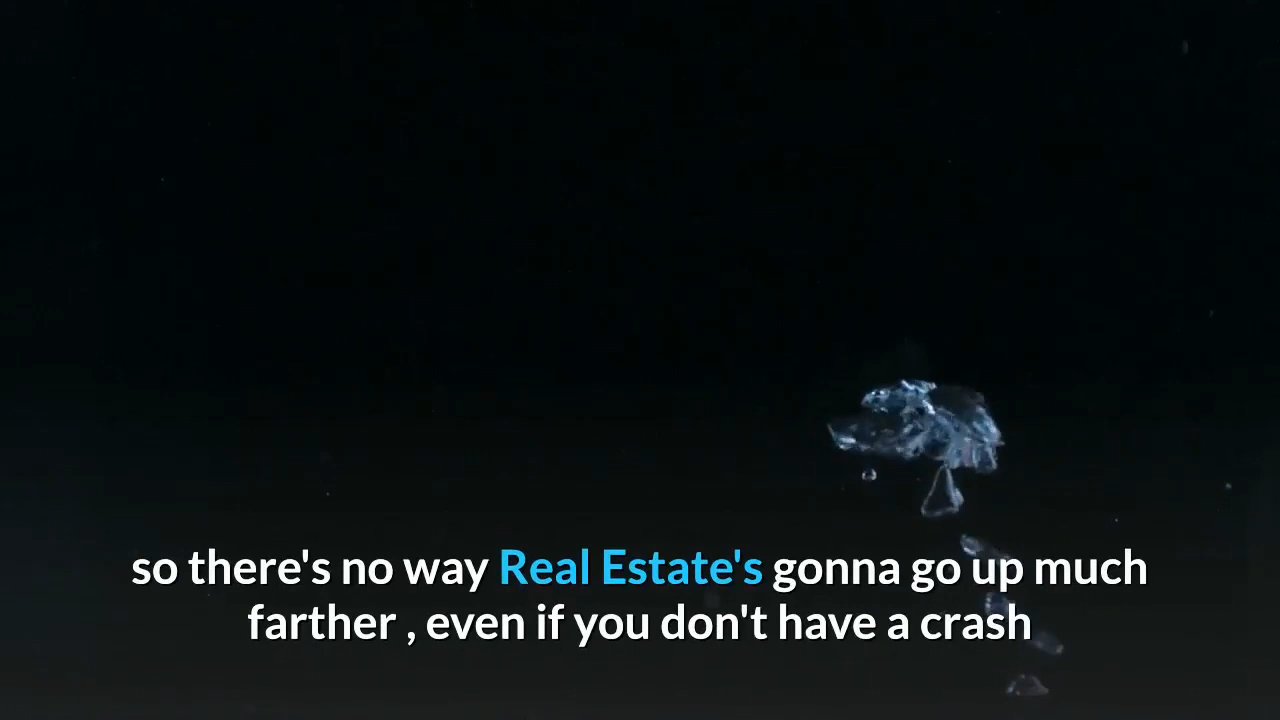 so there's no way Real Estate's gonna go up much
farther , even if you don't have a crash